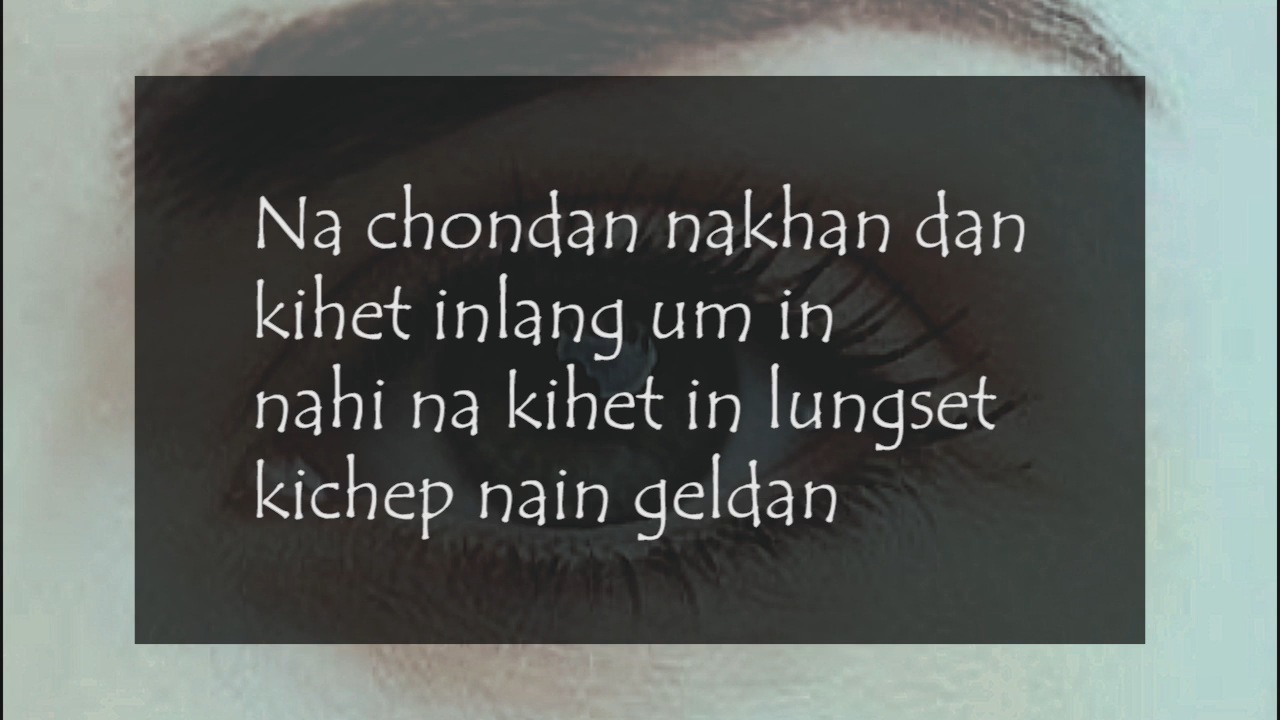 Na chondan nakhan dan
kihet inlang um in
nahi na kihet in lungset
kichep nain geldan